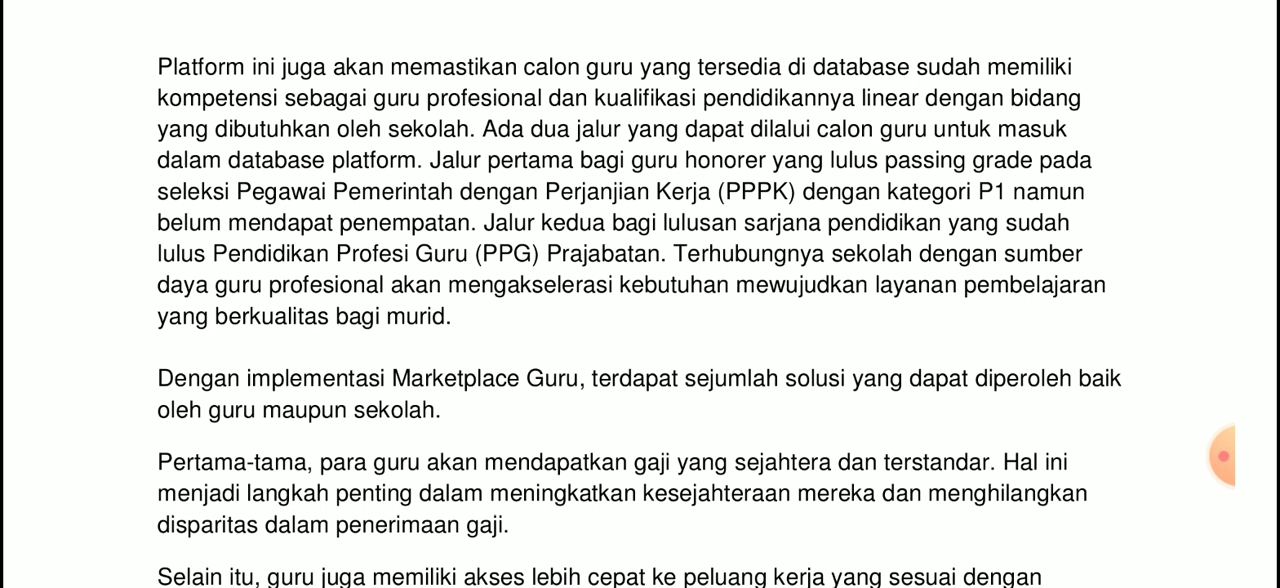 Platform ini juga akan memastikan calon guru yang tersedia di database sudah memiliki
kompetensi sebagai guru profesional dan kualifikasi pendidikannya linear dengan bidang
yang dibutuhkan oleh sekolah. Ada dua jalur yang dapat dilalui calon guru untuk masuk
dalam database platform. Jalur pertama bagi guru honorer yang lulus passing grade pada
seleksi Pegawai Pemerintah dengan Perjanjian Kerja (PPPK) dengan kategori P1 namun
belum mendapat penempatan. Jalur kedua bagi lulusan sarjana pendidikan yang sudah
lulus Pendidikan Profesi Guru (PPG) Prajabatan. Terhubungnya sekolah dengan sumber
daya guru profesional akan mengakselerasi kebutuhan mewujudkan layanan pembelajaran
yang berkualitas bagi murid.
Dengan implementasi Marketplace Guru, terdapat sejumlah solusi yang dapat diperoleh baik
oleh guru maupun sekolah.
Pertama-tama, para guru akan mendapatkan gaji yang sejahtera dan terstandar. Hal ini
menjadi langkah penting dalam meningkatkan kesejahteraan mereka dan menghilangkan
disparitas dalam penerimaan gaji.
Selain itu, guru juga memiliki akses lebih cepat ke peluang kerja yang sesuai dengan